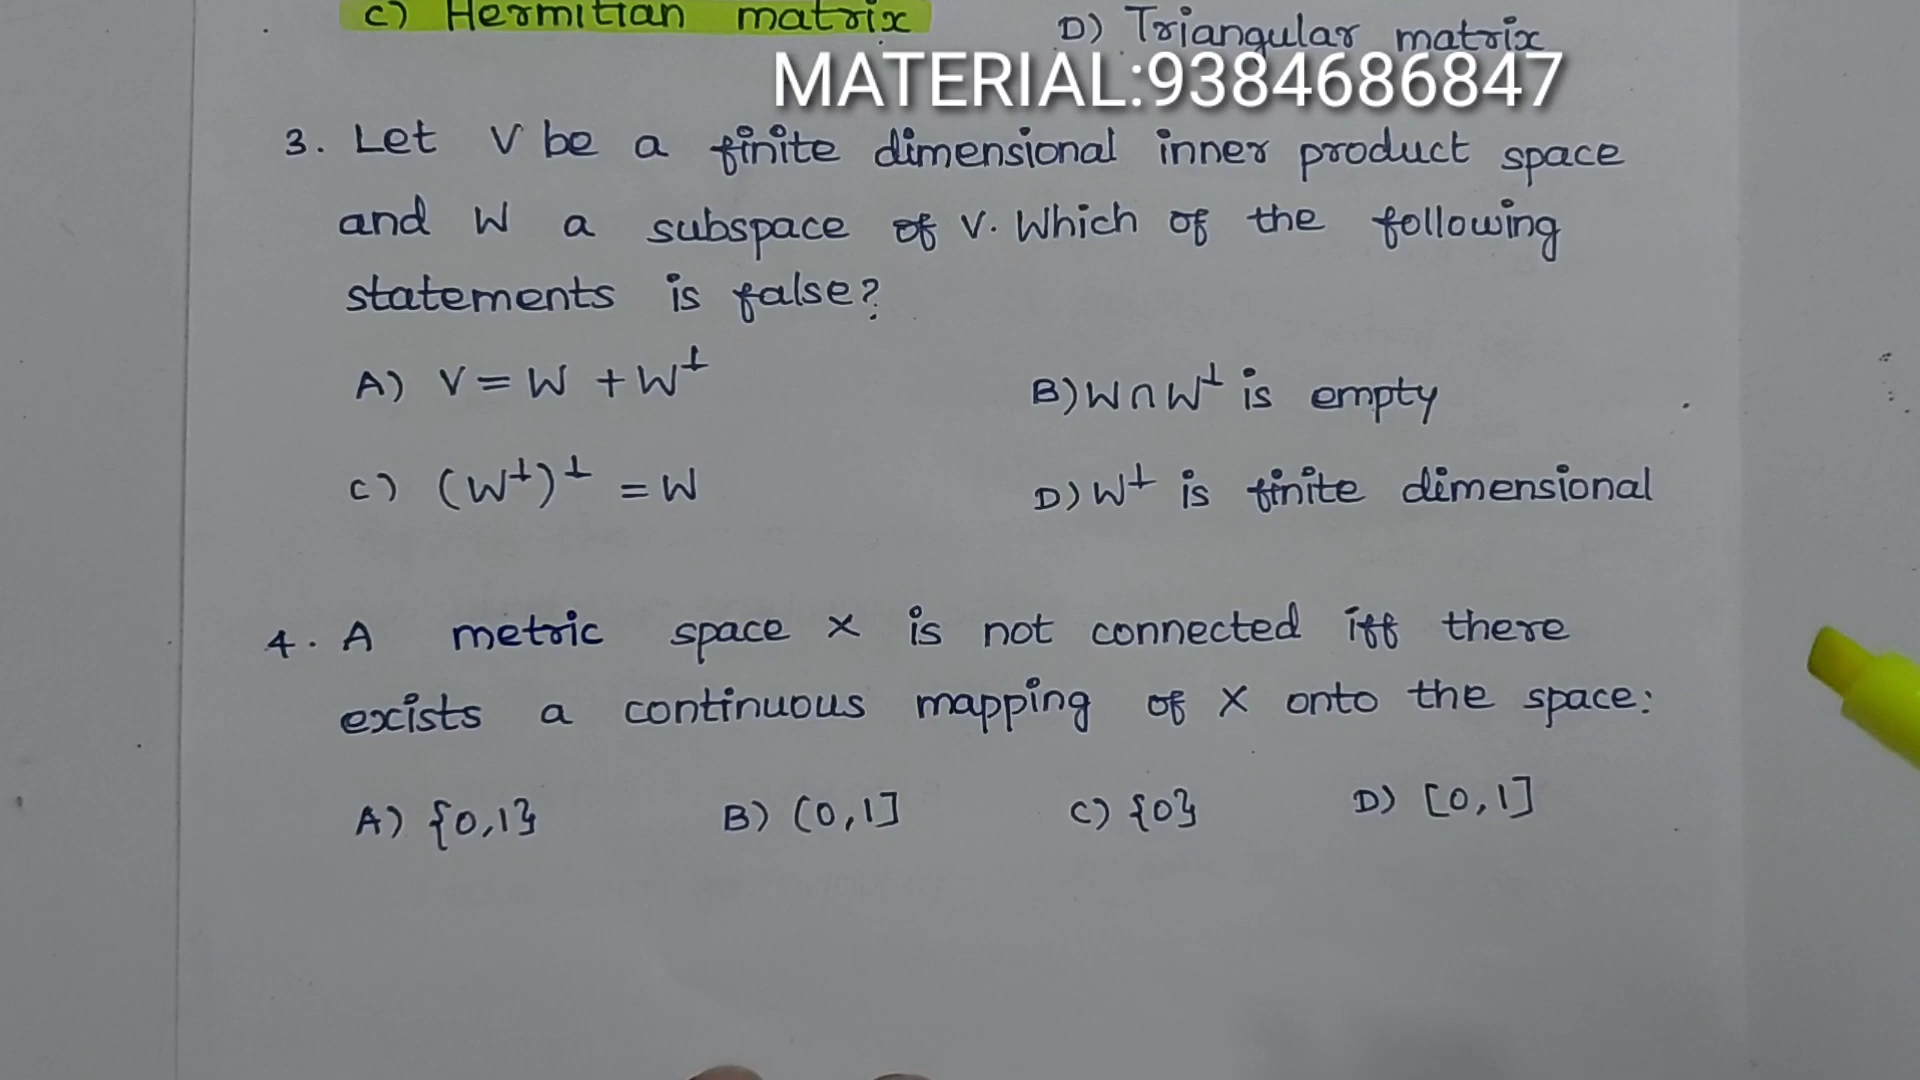 C) Hermitian matrix D) Triangular matrix
MATERIAL:9384686847
3. Let V be a finite dimensional inner product space
and W a subspace of V. Which of the following
statements is false?
A) V = W + W⊥ B) W ∩ W⊥ is empty
C) (W⊥)⊥ = W D) W⊥ is finite dimensional
4. A metric space X is not connected iff there
exists a continuous mapping of X onto the space:
A) {0,1} B) (0,1] C) {0} D) [0,1]